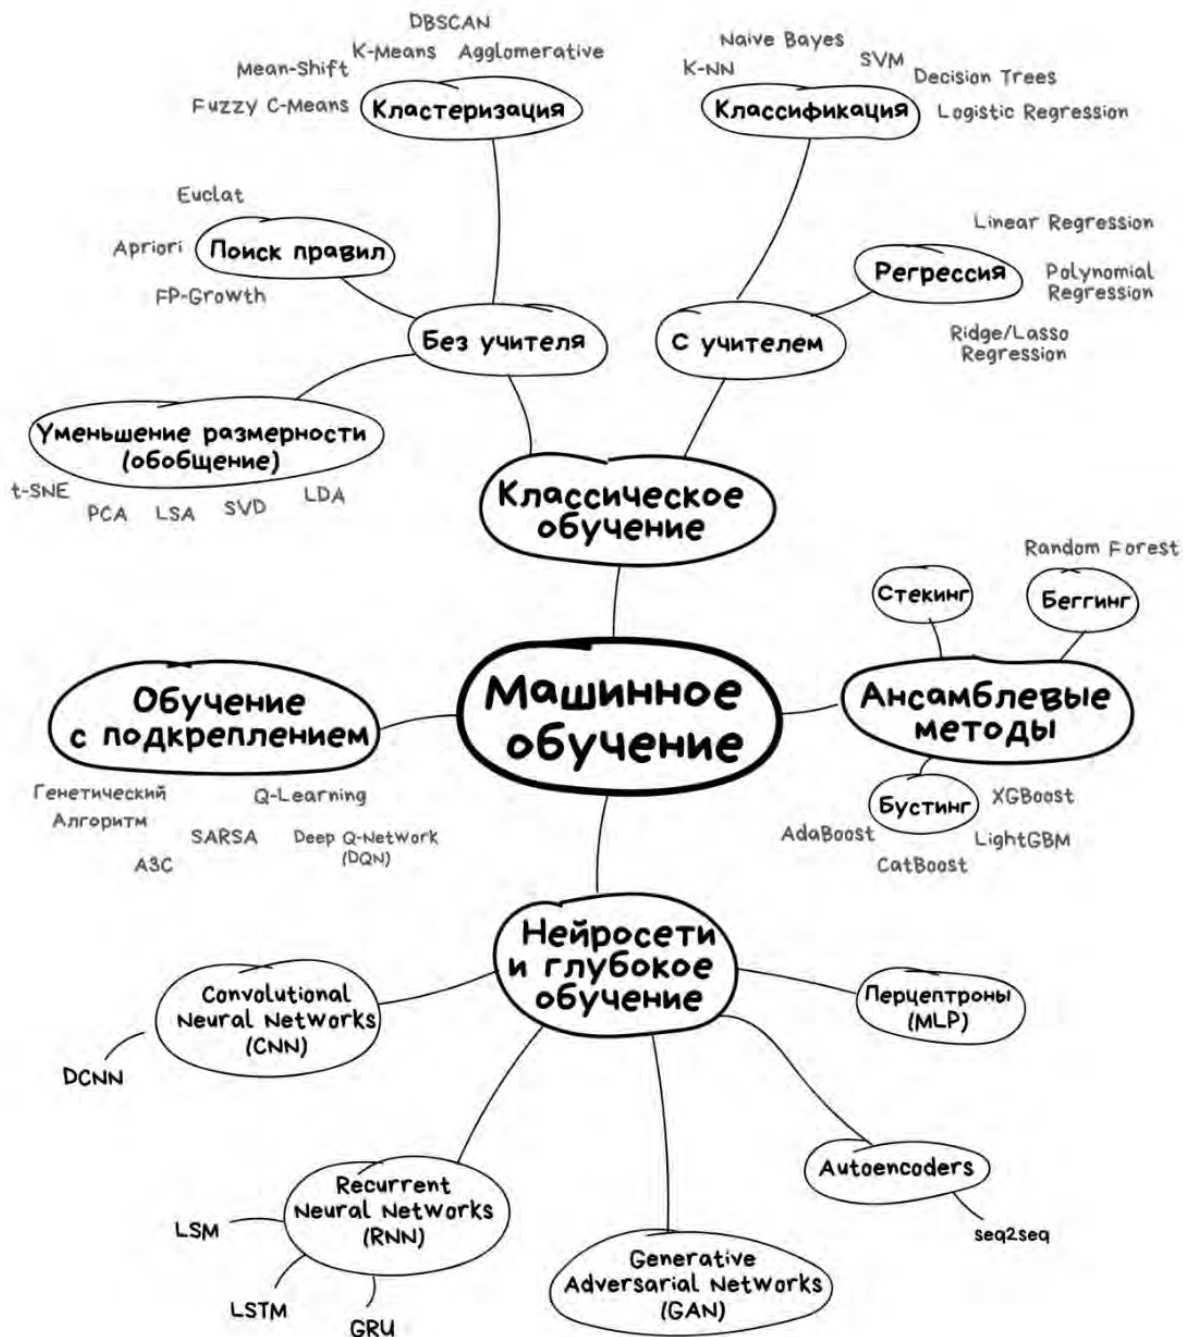 DBSCAN
K-Means
Agglomerative
Mean-Shift
Fuzzy C-Means
Кластеризация
Naive Bayes
K-NN
SVM
Decision Trees
Классификация
Logistic Regression
Euclat
Apriori
Поиск правил
FP-Growth
Linear Regression
Регрессия
Polynomial
Regression
Ridge/Lasso
Regression
Без учителя
С учителем
Уменьшение размерности
(обобщение)
t-SNE
PCA
LSA
SVD
LDA
Классическое
обучение
Random Forest
Стекинг
Беггинг
Обучение
с подкреплением
Машинное
обучение
Ансамблевые
методы
Генетический
Алгоритм
Q-Learning
SARSA
Deep Q-Network
(DQN)
A3C
Бустинг
XGBoost
AdaBoost
LightGBM
CatBoost
Нейросети
и глубокое
обучение
Convolutional
Neural Networks
(CNN)
DCNN
Перцептроны
(MLP)
Autoencoders
seq2seq
Recurrent
Neural Networks
(RNN)
LSM
LSTM
GRU
Generative
Adversarial Networks
(GAN)